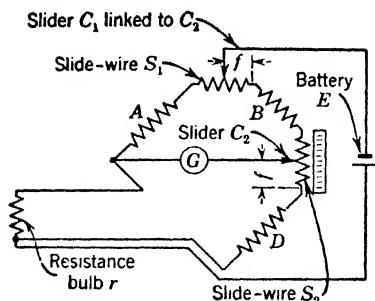 Slider C₁ linked to C₂
Slide-wire S₁
f
Battery
E
A
B
Slider C₂
G
f
D
Resistance
bulb r
Slide-wire S₂